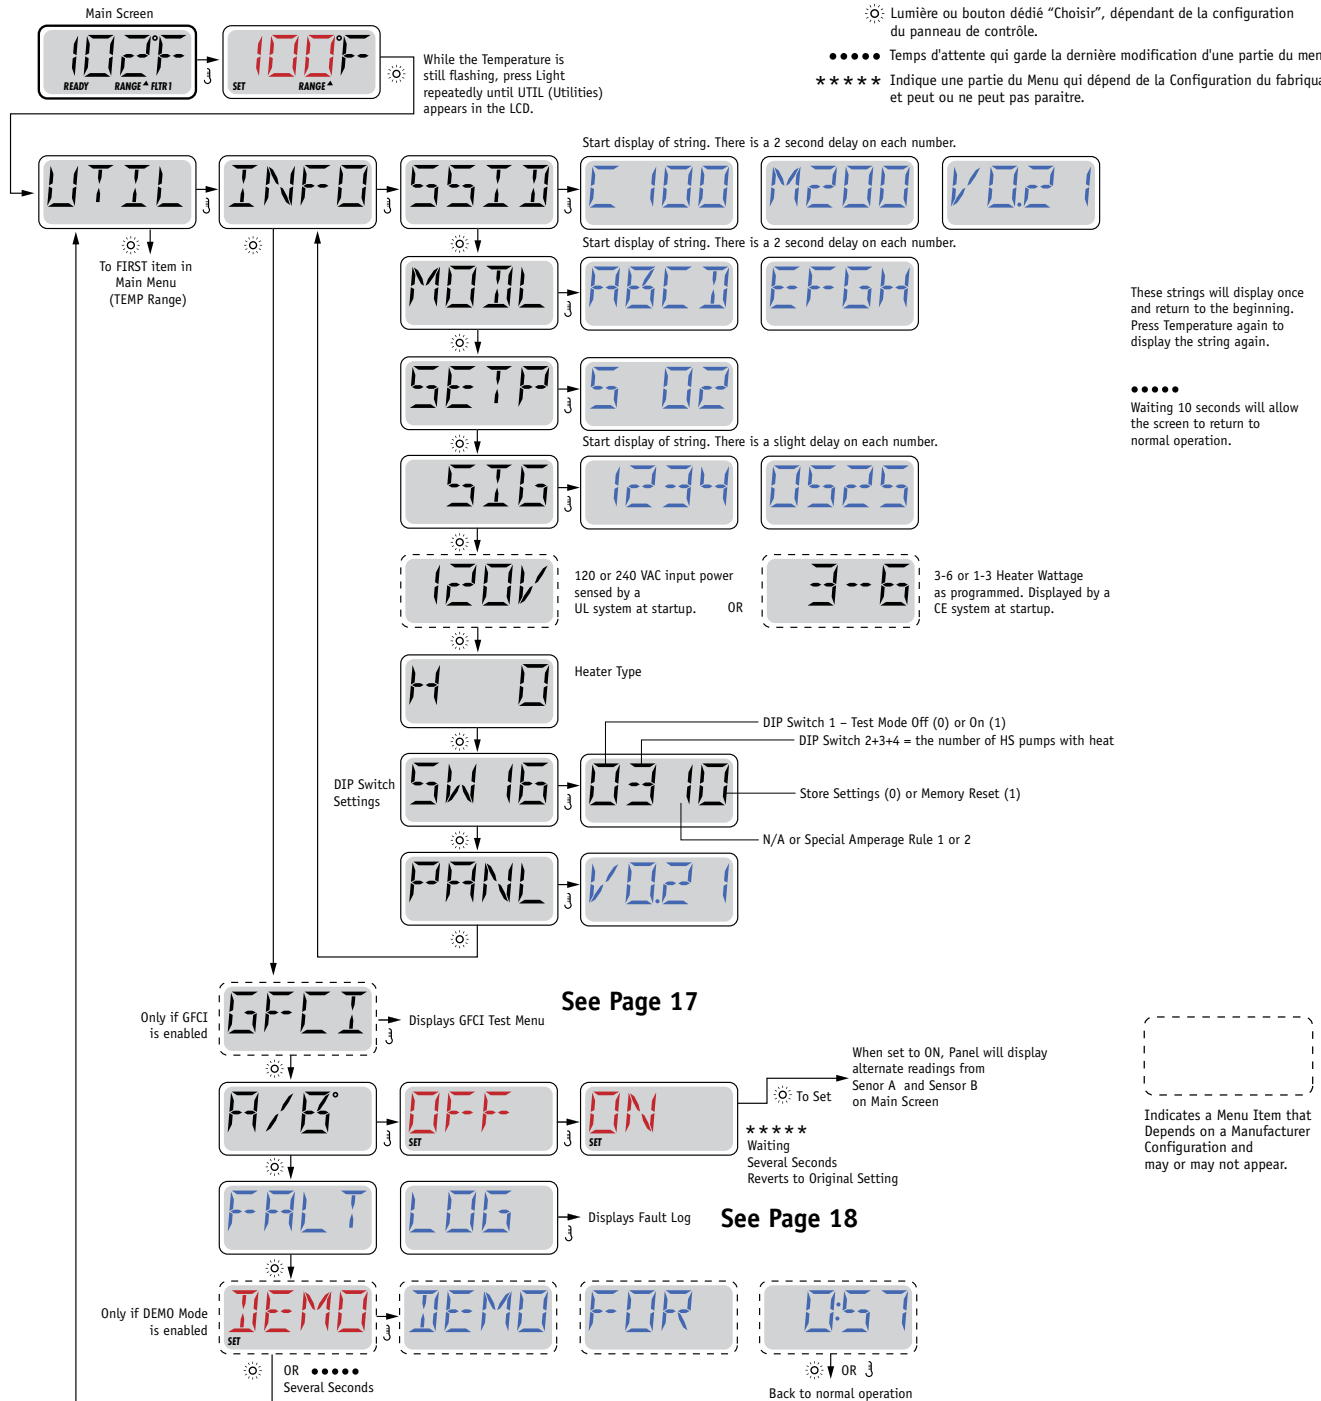 Main Screen
102°F
READY RANGE FLTR1
100°F
SET RANGE
While the Temperature is
still flashing, press Light
repeatedly until UTIL (Utilities)
appears in the LCD.
Lumière ou bouton dédié “Choisir”, dépendant de la configuration
du panneau de contrôle.
Temps d'attente qui garde la dernière modification d'une partie du men
***** Indique une partie du Menu qui dépend de la Configuration du fabriqua
et peut ou ne peut pas paraitre.
Start display of string. There is a 2 second delay on each number.
UTIL INFO SSID C100 M200 V0.21
To FIRST item in
Main Menu
(TEMP Range)
Start display of string. There is a 2 second delay on each number.
MODL ABCD EFGH
These strings will display once
and return to the beginning.
Press Temperature again to
display the string again.
•••••
Waiting 10 seconds will allow
the screen to return to
normal operation.
SETP S 02
Start display of string. There is a slight delay on each number.
SIG 1234 0525
120V
120 or 240 VAC input power
sensed by a
UL system at startup.
OR
3-6
3-6 or 1-3 Heater Wattage
as programmed. Displayed by a
CE system at startup.
H 0
Heater Type
DIP Switch 1 – Test Mode Off (0) or On (1)
DIP Switch 2+3+4 = the number of HS pumps with heat
DIP Switch
Settings
SW16 0310
Store Settings (0) or Memory Reset (1)
N/A or Special Amperage Rule 1 or 2
PANL V0.21
See Page 17
Only if GFCI
is enabled
GFCI
Displays GFCI Test Menu
A/B°
OFF
SET
ON
SET
To Set
When set to ON, Panel will display
alternate readings from
Senor A and Sensor B
on Main Screen
*****
Waiting
Several Seconds
Reverts to Original Setting
Indicates a Menu Item that
Depends on a Manufacturer
Configuration and
may or may not appear.
FALT LOG
Displays Fault Log
See Page 18
Only if DEMO Mode
is enabled
DEMO
SET
DEMO FOR 0:57
OR •••••
Several Seconds
OR
Back to normal operation